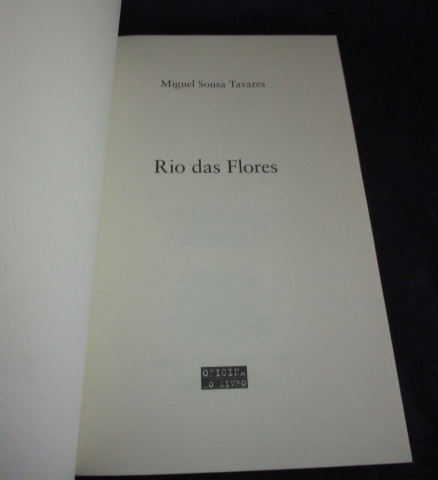 Miguel Sousa Tavares
Rio das Flores
OFICINA
DO LIVRO